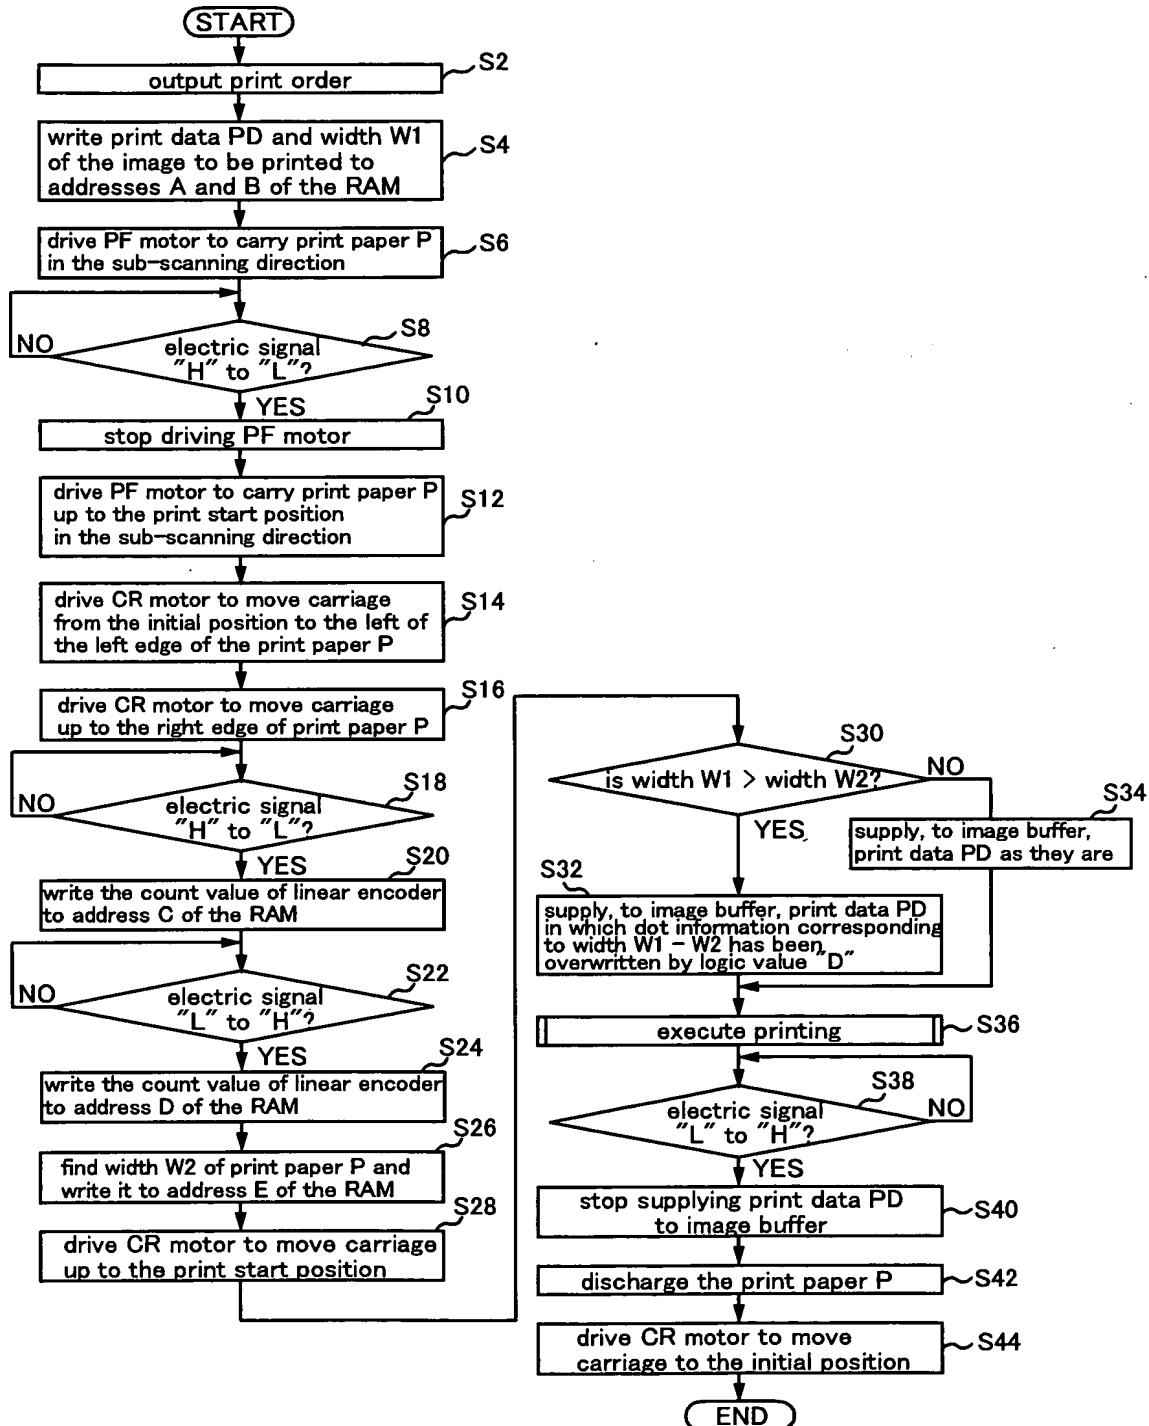 START
S2
output print order
S4
write print data PD and width W1
of the image to be printed to
addresses A and B of the RAM
S6
drive PF motor to carry print paper P
in the sub-scanning direction
S8
NO
electric signal
"H" to "L"?
YES
S10
stop driving PF motor
S12
drive PF motor to carry print paper P
up to the print start position
in the sub-scanning direction
S14
drive CR motor to move carriage
from the initial position to the left of
the left edge of the print paper P
S16
drive CR motor to move carriage
up to the right edge of print paper P
S18
NO
electric signal
"H" to "L"?
YES
S20
write the count value of linear encoder
to address C of the RAM
S22
NO
electric signal
"L" to "H"?
YES
S24
write the count value of linear encoder
to address D of the RAM
S26
find width W2 of print paper P and
write it to address E of the RAM
S28
drive CR motor to move carriage
up to the print start position
S30
is width W1 > width W2?
NO
YES
S34
supply, to image buffer,
print data PD as they are
S32
supply, to image buffer, print data PD
in which dot information corresponding
to width W1 - W2 has been
overwritten by logic value "D"
execute printing
S36
S38
electric signal
"L" to "H"?
NO
YES
stop supplying print data PD
to image buffer
S40
discharge the print paper P
S42
drive CR motor to move
carriage to the initial position
S44
END